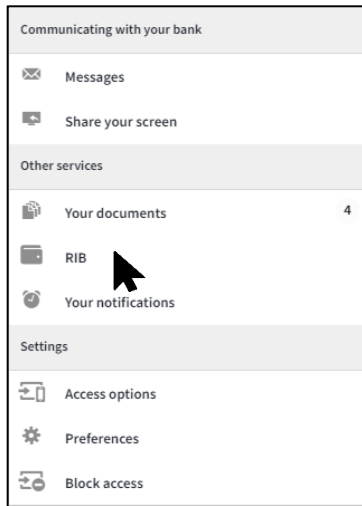 Communicating with your bank
Messages
Share your screen
Other services
Your documents 4
RIB
Your notifications
Settings
Access options
Preferences
Block access